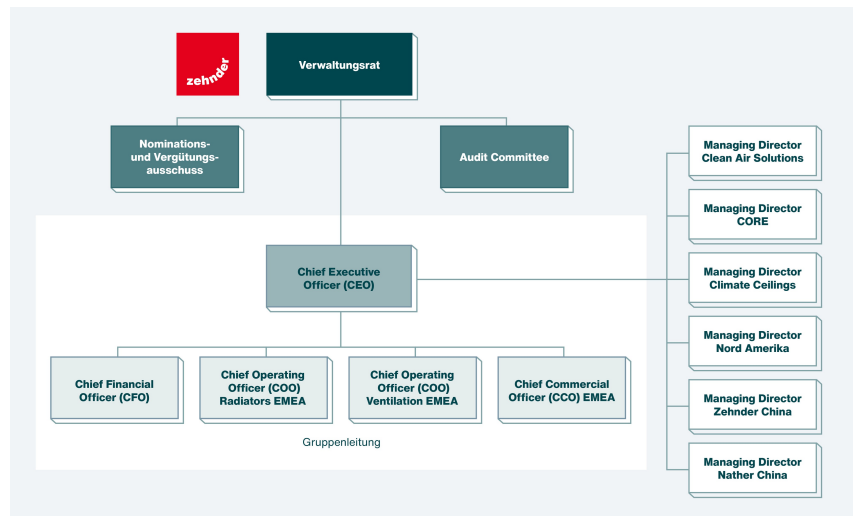 zehnder
Verwaltungsrat
Nominations-
und Vergütungs-
ausschuss
Audit Committee
Chief Executive
Officer (CEO)
Chief Financial
Officer (CFO)
Chief Operating
Officer (COO)
Radiators EMEA
Chief Operating
Officer (COO)
Ventilation EMEA
Chief Commercial
Officer (CCO) EMEA
Gruppenleitung
Managing Director
Clean Air Solutions
Managing Director
CORE
Managing Director
Climate Ceilings
Managing Director
Nord Amerika
Managing Director
Zehnder China
Managing Director
Nather China